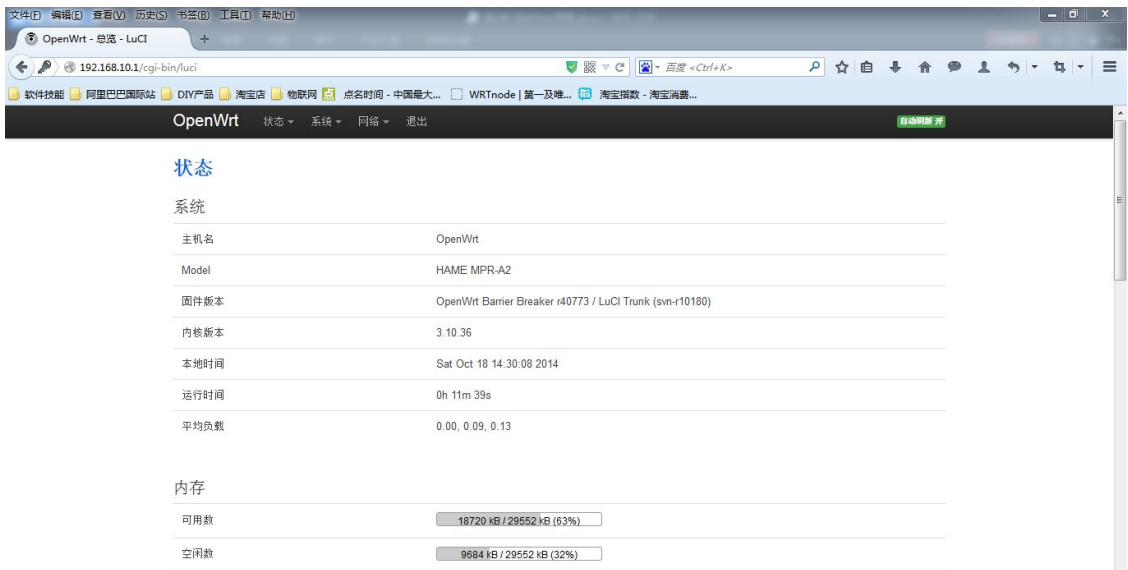 文件(F) 编辑(E) 查看(V) 历史(S) 书签(B) 工具(T) 帮助(H)
OpenWrt - 总览 - LuCI
192.168.10.1/cgi-bin/luci
百度 <Ctrl+K>
软件技能 阿里巴巴国际站 DIY产品 淘宝店 物联网 点 点名时间 - 中国最大... WRTnode | 第一及唯... 淘宝指数 - 淘宝消费...
OpenWrt 状态 系统 网络 退出 自动刷新 开
状态
系统
主机名 OpenWrt
Model HAME MPR-A2
固件版本 OpenWrt Barrier Breaker r40773 / LuCI Trunk (svn-r10180)
内核版本 3.10.36
本地时间 Sat Oct 18 14:30:08 2014
运行时间 0h 11m 39s
平均负载 0.00, 0.09, 0.13
内存
可用数 18720 kB / 29552 kB (63%)
空闲数 9684 kB / 29552 kB (32%)